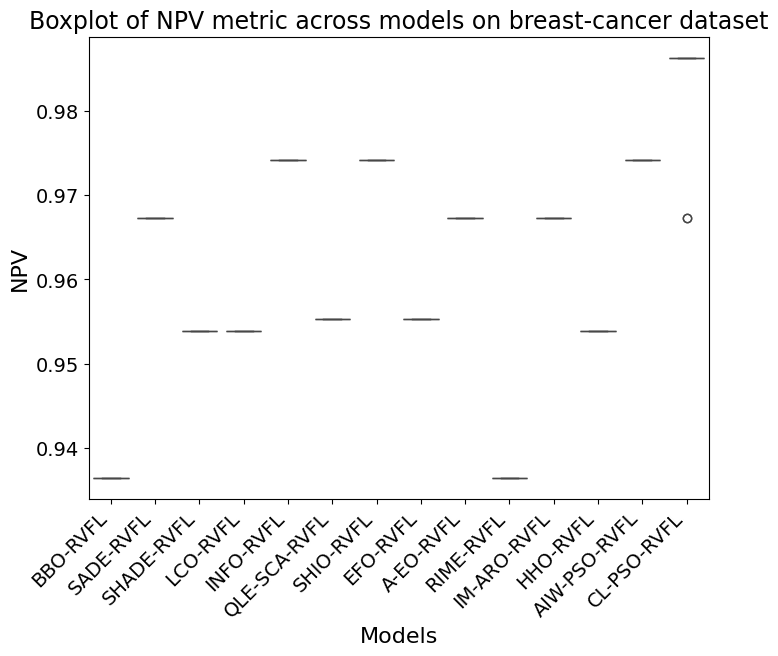 Boxplot of NPV metric across models on breast-cancer dataset
NPV
0.98
0.97
0.96
0.95
0.94
BBO-RVFL
SADE-RVFL
SHADE-RVFL
LCO-RVFL
INFO-RVFL
QLE-SCA-RVFL
SHIO-RVFL
EFO-RVFL
A-EO-RVFL
RIME-RVFL
IM-ARO-RVFL
HHO-RVFL
AIW-PSO-RVFL
CL-PSO-RVFL
Models